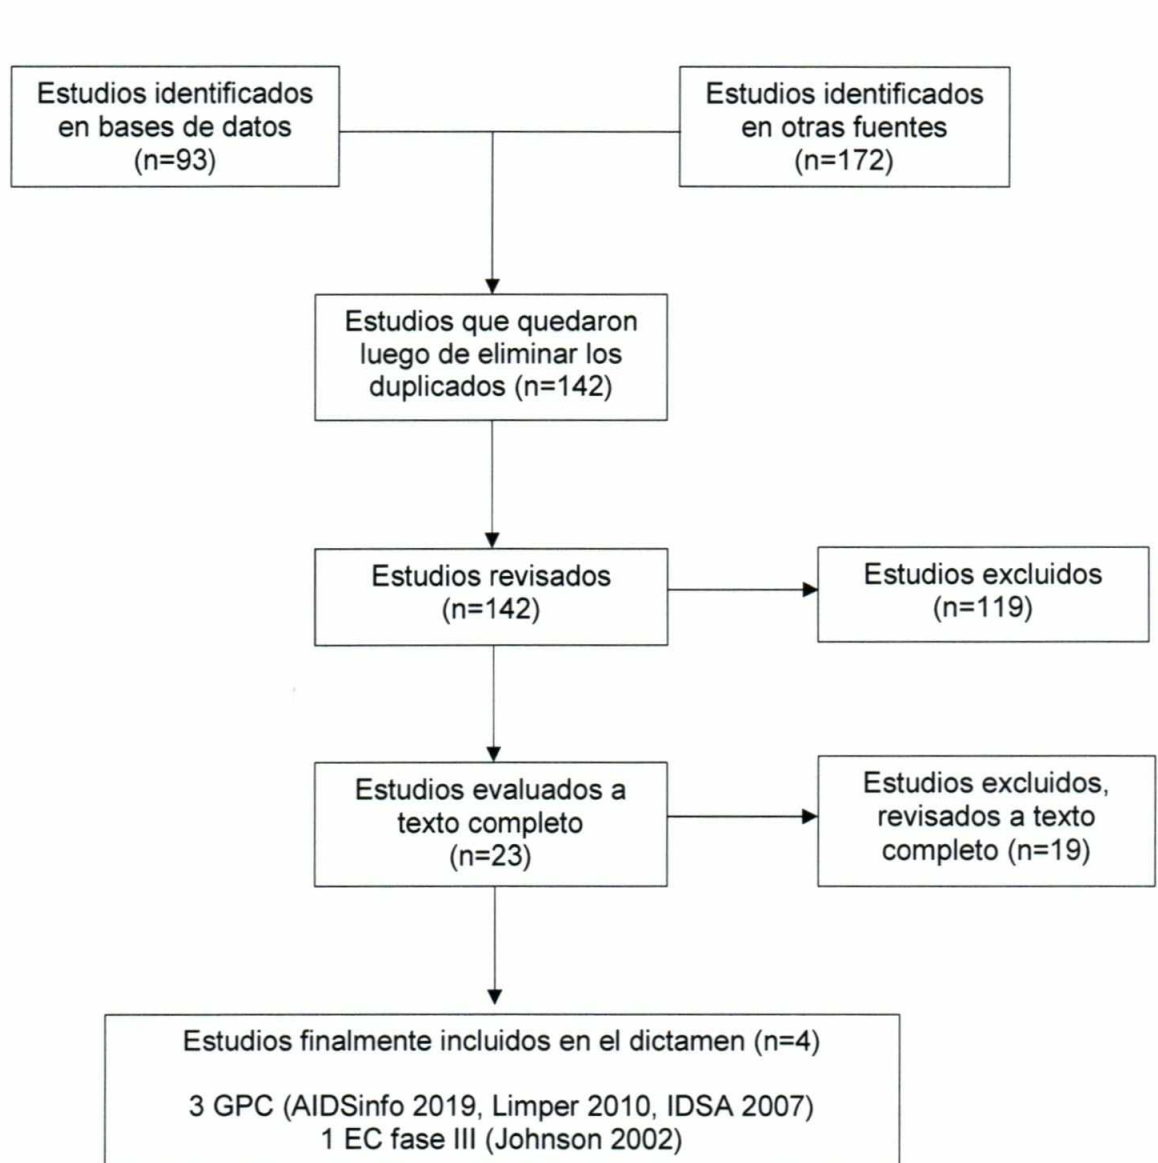 Estudios identificados
en bases de datos
(n=93)
Estudios identificados
en otras fuentes
(n=172)
Estudios que quedaron
luego de eliminar los
duplicados (n=142)
Estudios revisados
(n=142)
Estudios excluidos
(n=119)
Estudios evaluados a
texto completo
(n=23)
Estudios excluidos,
revisados a texto
completo (n=19)
Estudios finalmente incluidos en el dictamen (n=4)
3 GPC (AIDSinfo 2019, Limper 2010, IDSA 2007)
1 EC fase III (Johnson 2002)